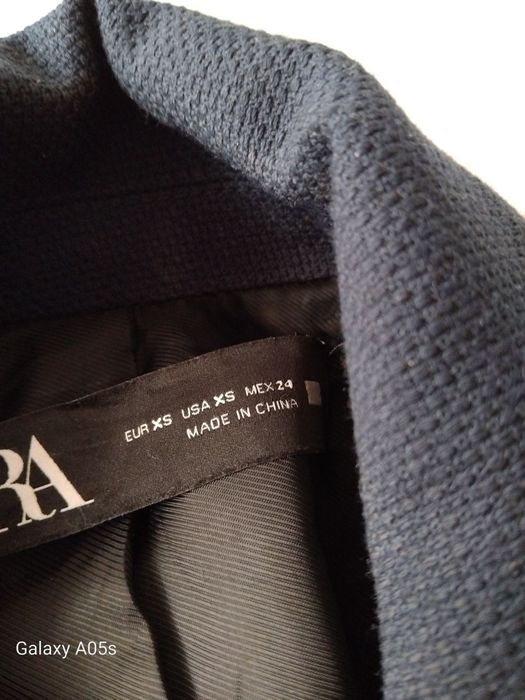 RA
EUR XS USA XS MEX 24
MADE IN CHINA
Galaxy A05s